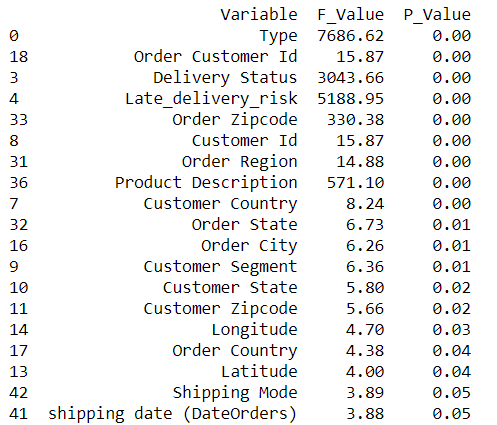 Variable F_Value P_Value
0 Type 7686.62 0.00
18 Order Customer Id 15.87 0.00
3 Delivery Status 3043.66 0.00
4 Late_delivery_risk 5188.95 0.00
33 Order Zipcode 330.38 0.00
8 Customer Id 15.87 0.00
31 Order Region 14.88 0.00
36 Product Description 571.10 0.00
7 Customer Country 8.24 0.00
32 Order State 6.73 0.01
16 Order City 6.26 0.01
9 Customer Segment 6.36 0.01
10 Customer State 5.80 0.02
11 Customer Zipcode 5.66 0.02
14 Longitude 4.70 0.03
17 Order Country 4.38 0.04
13 Latitude 4.00 0.04
42 Shipping Mode 3.89 0.05
41 shipping date (DateOrders) 3.88 0.05